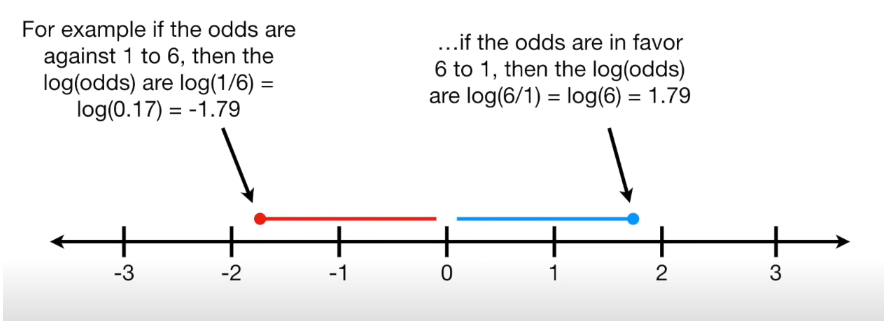 For example if the odds are
against 1 to 6, then the
log(odds) are log(1/6) =
log(0.17) = -1.79
...if the odds are in favor
6 to 1, then the log(odds)
are log(6/1) = log(6) = 1.79
-3 -2 -1 0 1 2 3